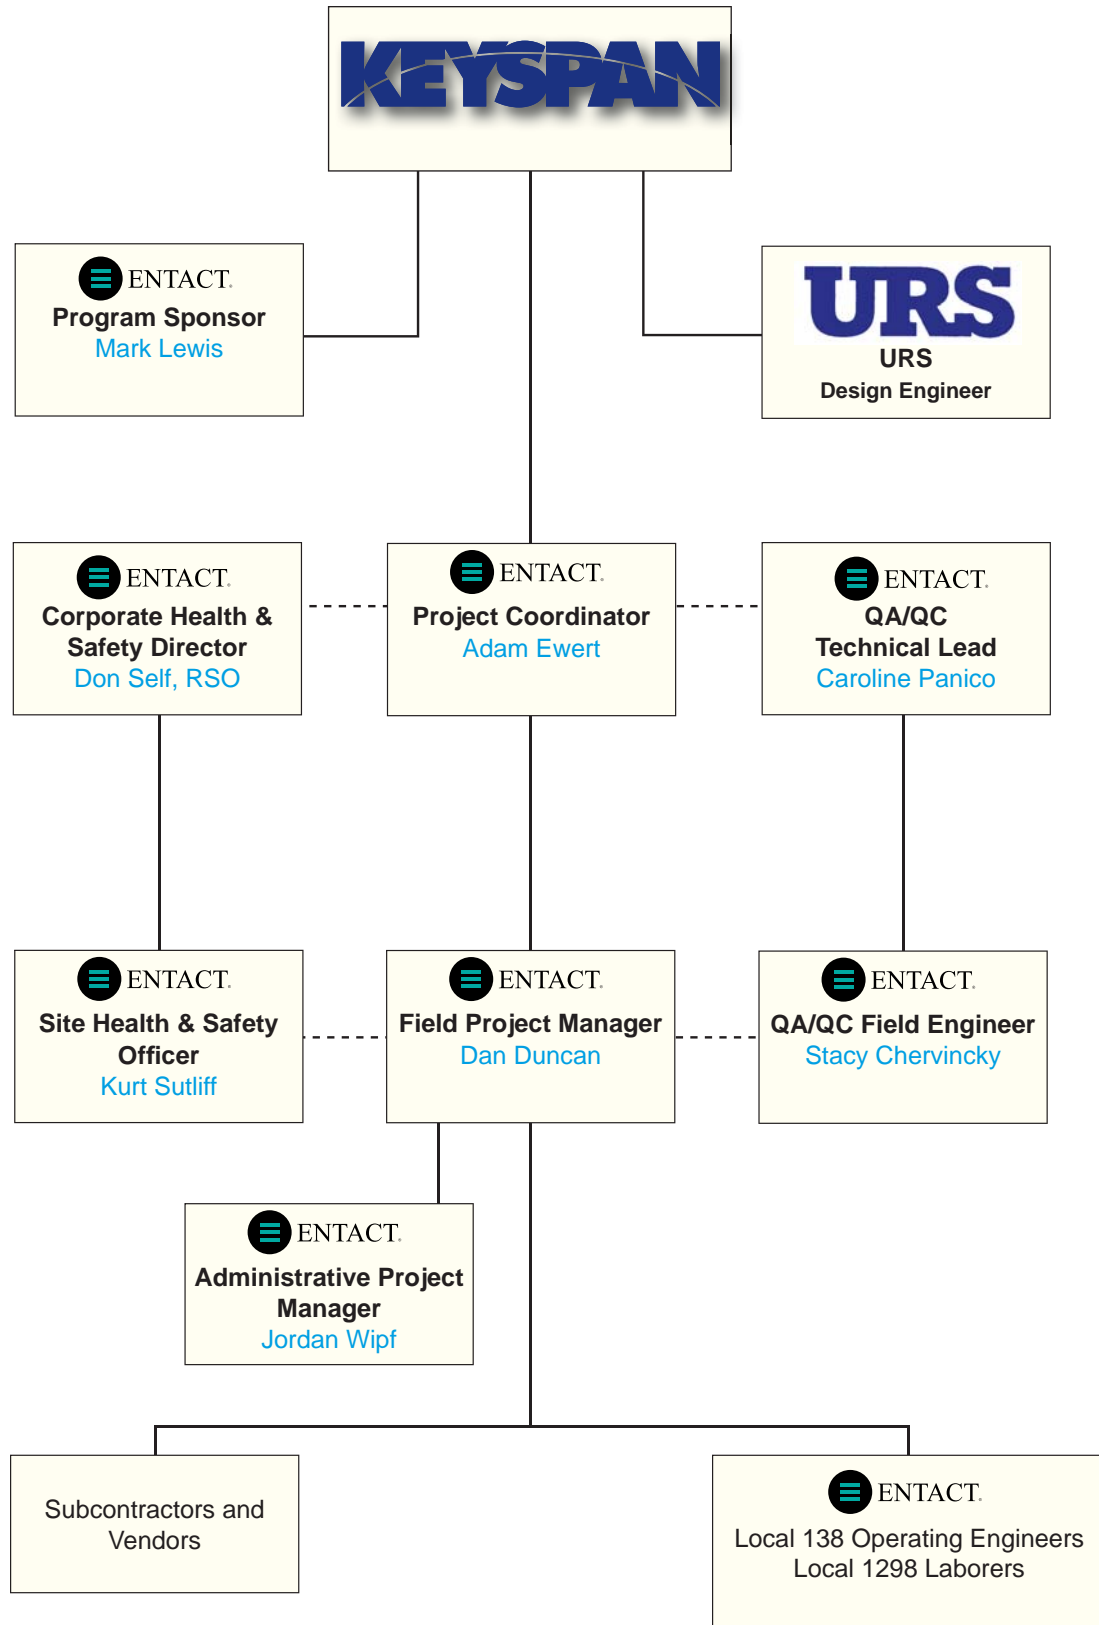 KEYSPAN
ENTACT.
Program Sponsor
Mark Lewis
URS
URS
Design Engineer
ENTACT.
Corporate Health &
Safety Director
Don Self, RSO
ENTACT.
Project Coordinator
Adam Ewert
ENTACT.
QA/QC
Technical Lead
Caroline Panico
ENTACT.
Site Health & Safety
Officer
Kurt Sutliff
ENTACT.
Field Project Manager
Dan Duncan
ENTACT.
QA/QC Field Engineer
Stacy Chervincky
ENTACT.
Administrative Project
Manager
Jordan Wipf
Subcontractors and
Vendors
ENTACT.
Local 138 Operating Engineers
Local 1298 Laborers